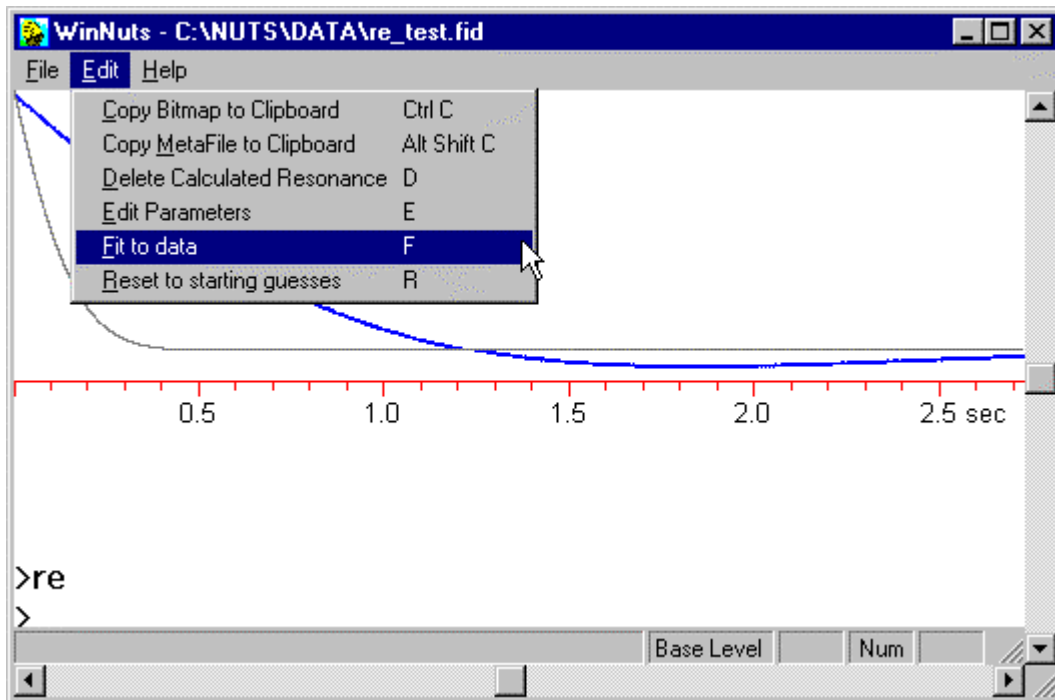 WinNuts - C:\NUTS\DATA\re_test.fid
File Edit Help
Copy Bitmap to Clipboard Ctrl C
Copy MetaFile to Clipboard Alt Shift C
Delete Calculated Resonance D
Edit Parameters E
Fit to data F
Reset to starting guesses R
0.5 1.0 1.5 2.0 2.5 sec
>re
>
Base Level Num